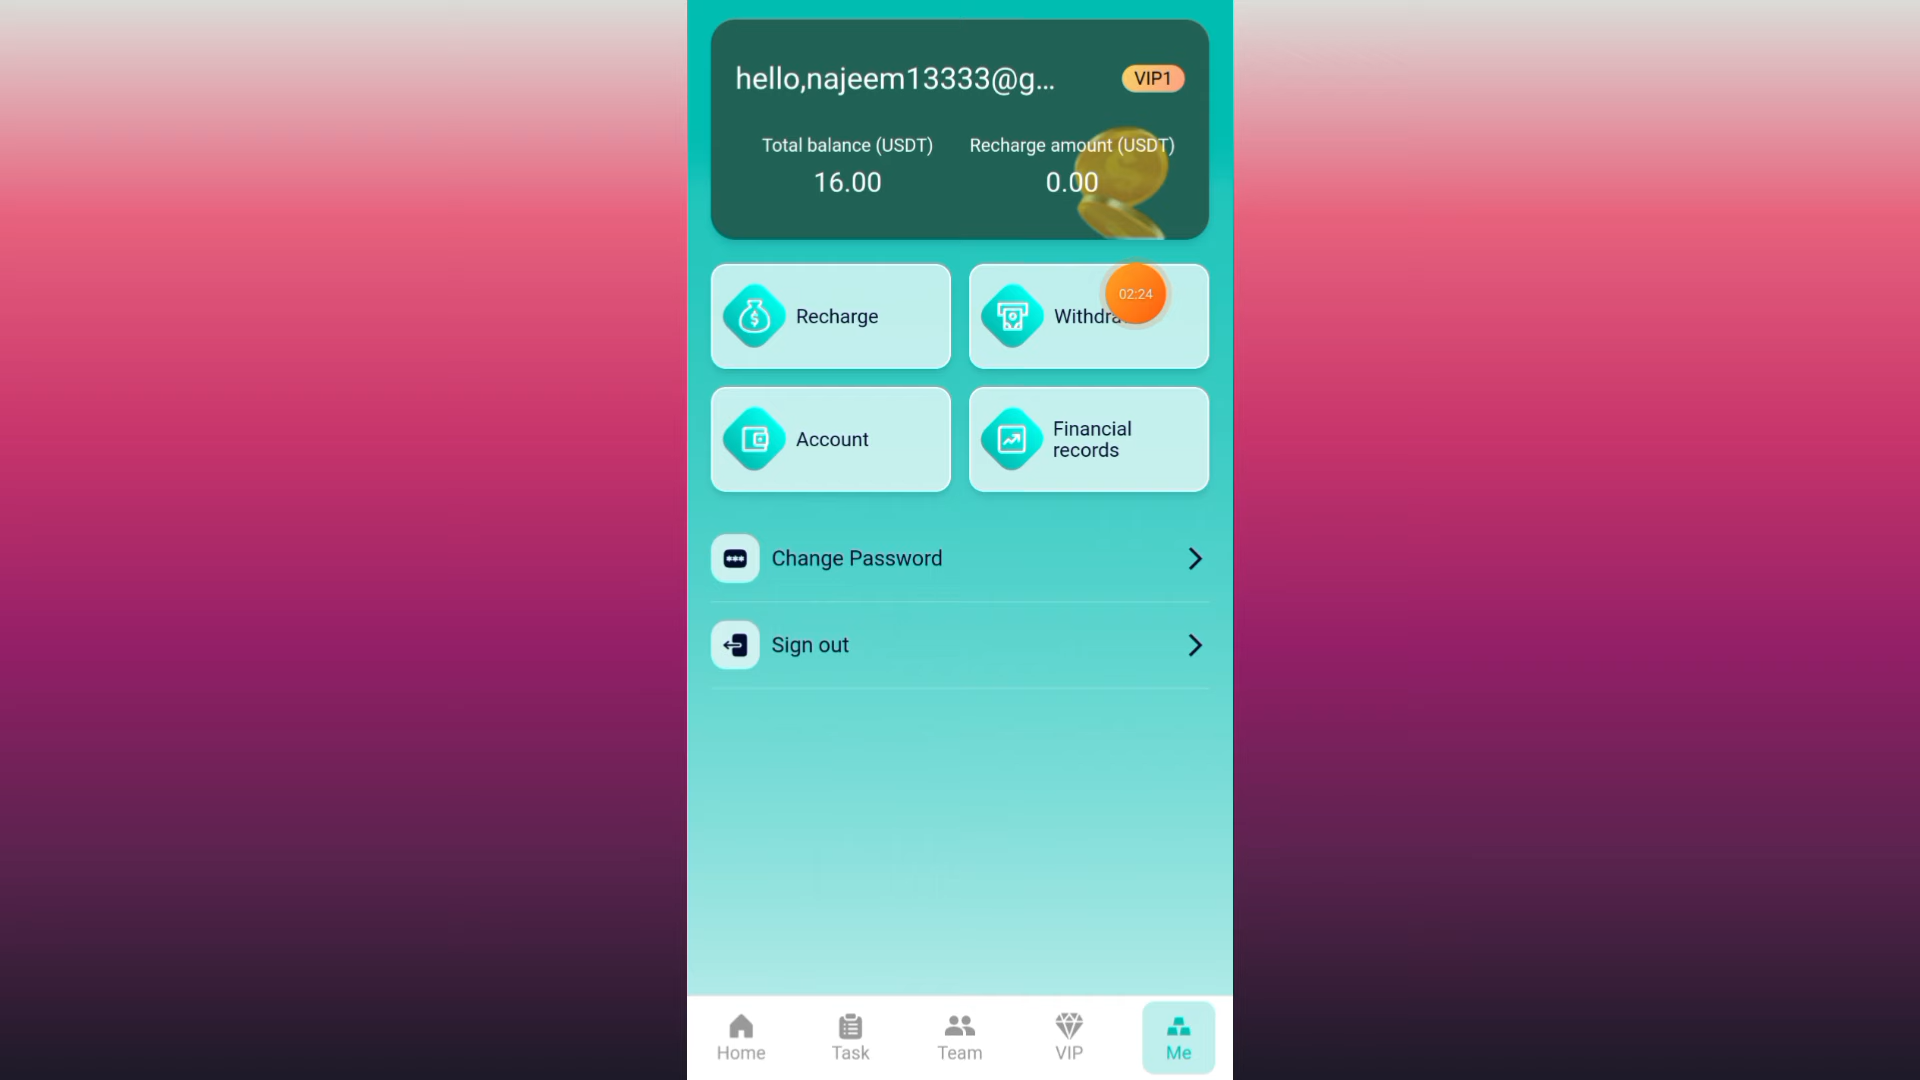 hello,najeem13333@g...
VIP1
Total balance (USDT)
Recharge amount (USDT)
16.00
0.00
Recharge
02:24
Account
Financial
records
Change Password
Sign out
Home
Task
Team
VIP
Me